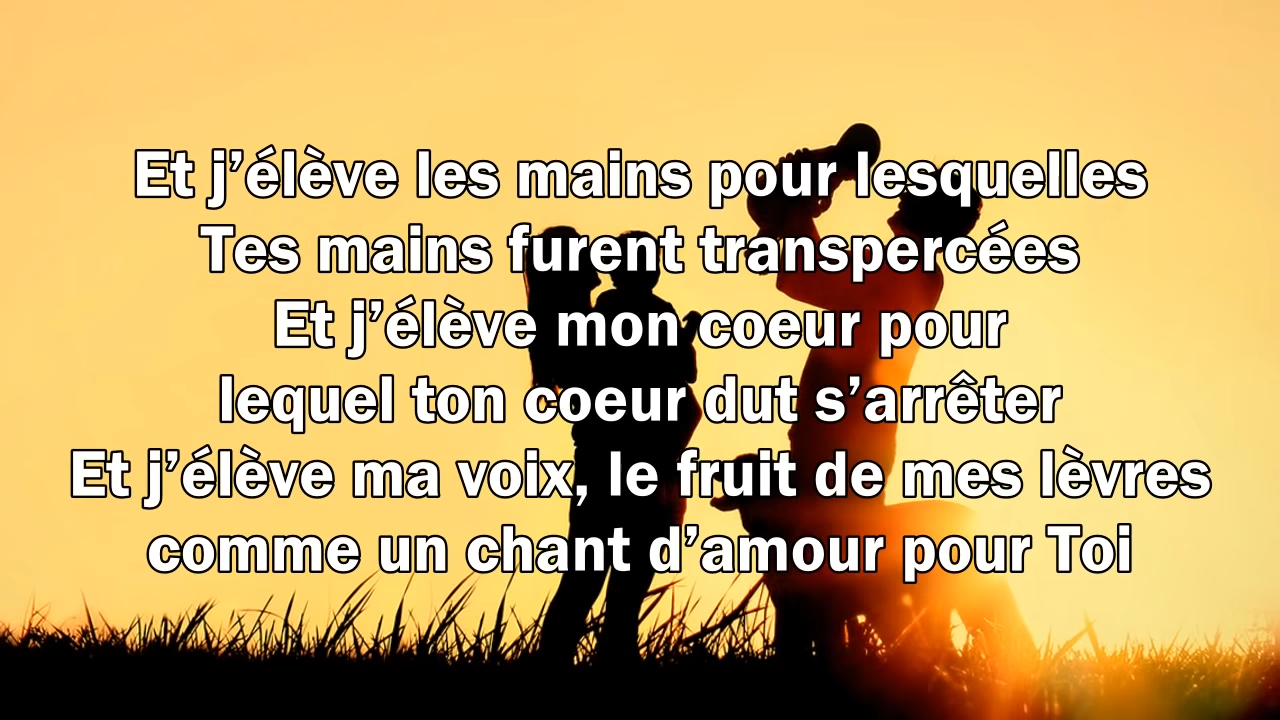 Et j’élève les mains pour lesquelles
Tes mains furent transpercées
Et j’élève mon coeur pour
lequel ton coeur dut s’arrêter
Et j’élève ma voix, le fruit de mes lèvres
comme un chant d’amour pour Toi